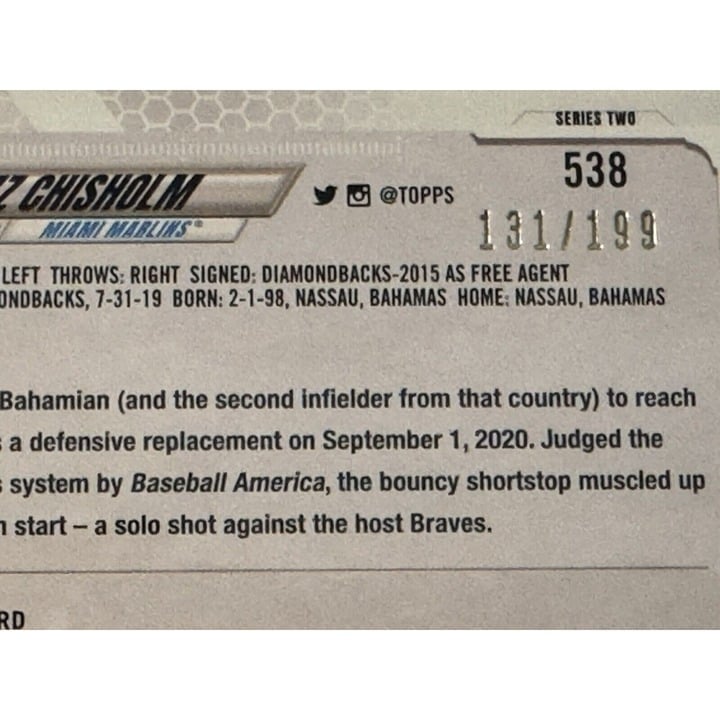 SERIES TWO
538
Z CHISHOLM
@TOPPS
131/199
MIAMI MARLINS®
LEFT THROWS: RIGHT SIGNED: DIAMONDBACKS-2015 AS FREE AGENT
ONDBACKS, 7-31-19 BORN: 2-1-98, NASSAU, BAHAMAS HOME: NASSAU, BAHAMAS
Bahamian (and the second infielder from that country) to reach
s a defensive replacement on September 1, 2020. Judged the
s system by Baseball America, the bouncy shortstop muscled up
n start – a solo shot against the host Braves.
RD